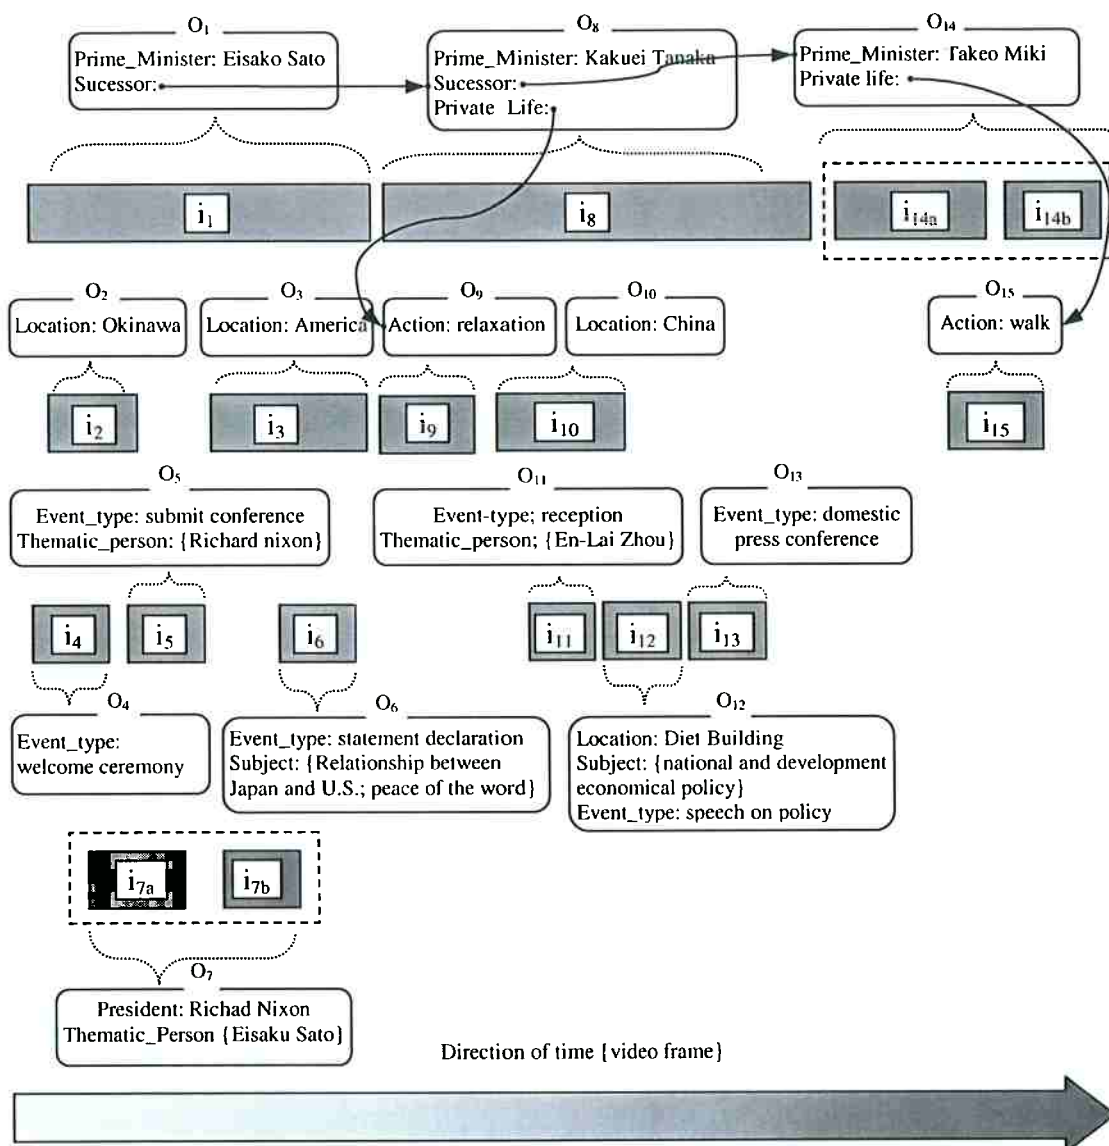 O1
Prime_Minister: Eisako Sato
Sucessor:
O8
Prime_Minister: Kakuei Tanaka
Sucessor:
Private Life:
O14
Prime_Minister: Takeo Miki
Private life:
i1
i8
i14a
i14b
O2
Location: Okinawa
O3
Location: America
O9
Action: relaxation
O10
Location: China
O15
Action: walk
i2
i3
i9
i10
i15
O5
Event_type: submit conference
Thematic_person: {Richard nixon}
O11
Event-type; reception
Thematic_person; {En-Lai Zhou}
O13
Event_type: domestic
press conference
i4
i5
i6
i11
i12
i13
O4
Event_type:
welcome ceremony
O6
Event_type: statement declaration
Subject: {Relationship between
Japan and U.S.; peace of the word}
O12
Location: Diet Building
Subject: {national and development
economical policy}
Event_type: speech on policy
i7a
i7b
O7
President: Richad Nixon
Thematic_Person {Eisaku Sato}
Direction of time {video frame}